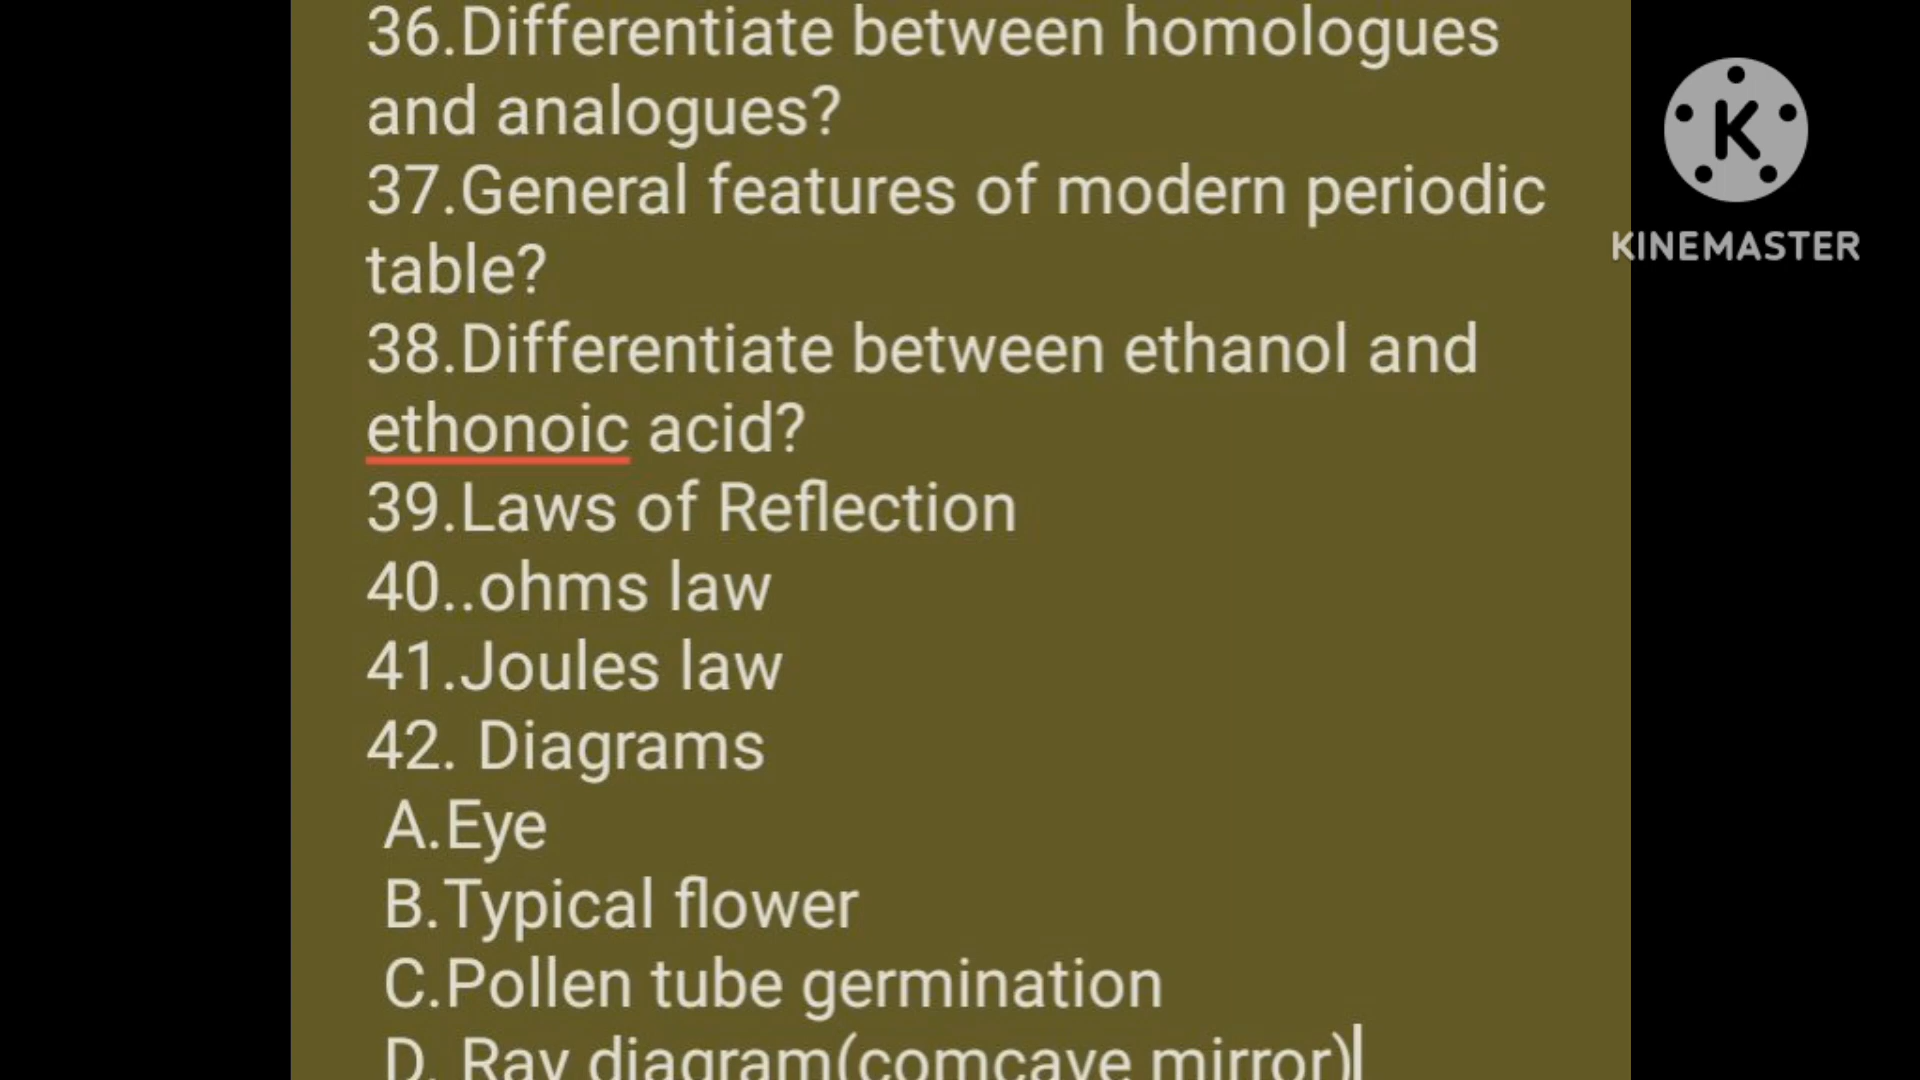 36.Differentiate between homologues
and analogues?
37.General features of modern periodic
table?
38.Differentiate between ethanol and
ethonoic acid?
39.Laws of Reflection
40..ohms law
41.Joules law
42. Diagrams
A.Eye
B.Typical flower
C.Pollen tube germination
D. Ray diagram(comcave mirror)
K
KINEMASTER